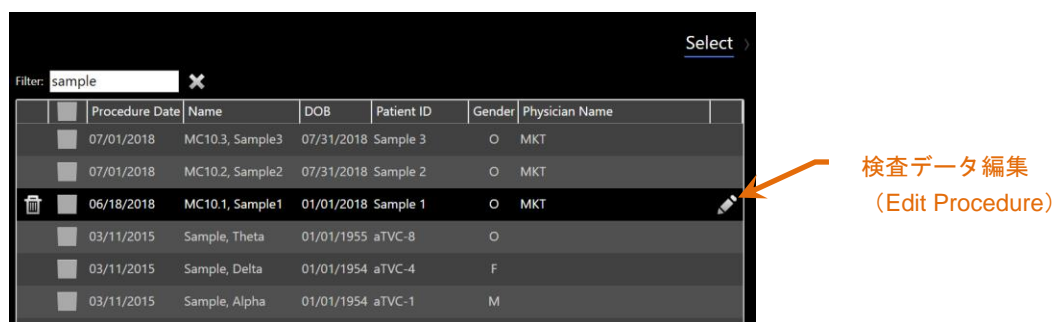 Select
Filter: sample
Procedure Date Name DOB Patient ID Gender Physician Name
07/01/2018 MC10.3, Sample3 07/31/2018 Sample 3 O MKT
07/01/2018 MC10.2, Sample2 07/31/2018 Sample 2 O MKT
06/18/2018 MC10.1, Sample1 01/01/2018 Sample 1 O MKT
03/11/2015 Sample, Theta 01/01/1955 aTVC-8 O
03/11/2015 Sample, Delta 01/01/1954 aTVC-4 F
03/11/2015 Sample, Alpha 01/01/1954 aTVC-1 M
検査データ編集
（Edit Procedure）